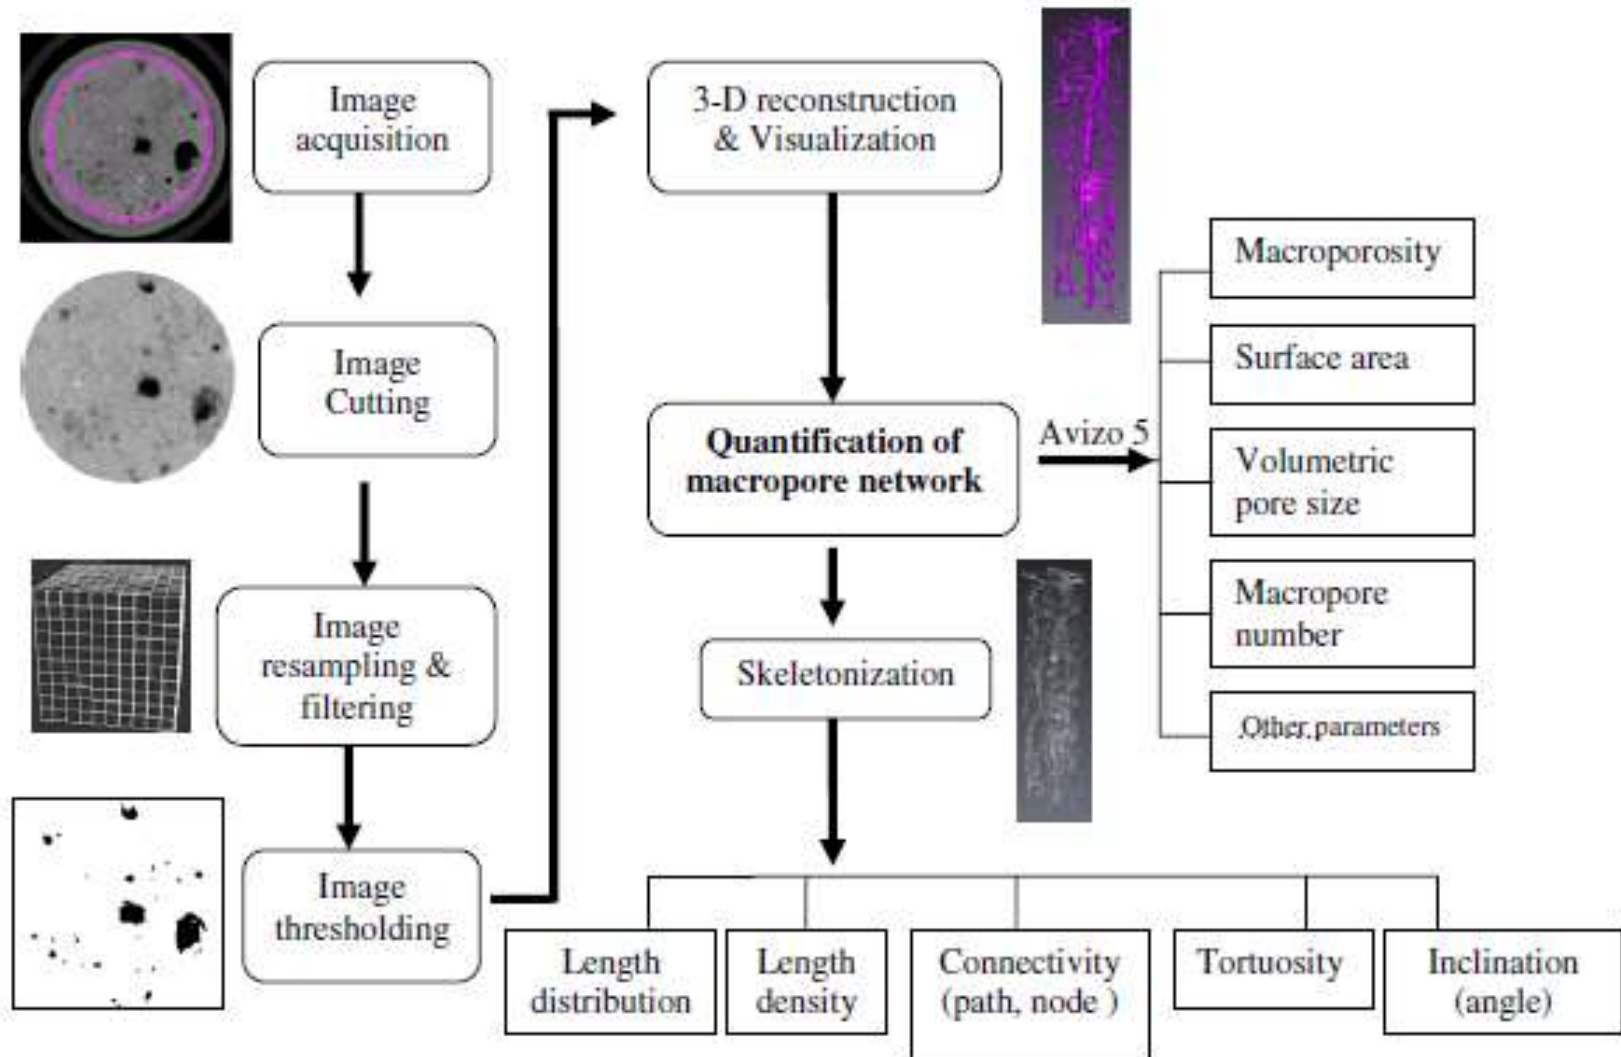 Image
acquisition
Image
Cutting
Image
resampling &
filtering
Image
thresholding
3-D reconstruction
& Visualization
Quantification of
macropore network
Avizo 5
Skeletonization
Macroporosity
Surface area
Volumetric
pore size
Macropore
number
Other parameters
Length
distribution
Length
density
Connectivity
(path, node )
Tortuosity
Inclination
(angle)